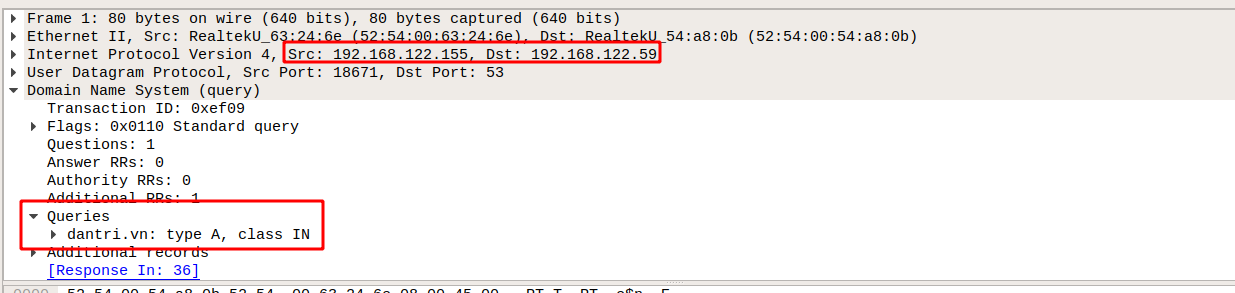 Frame 1: 80 bytes on wire (640 bits), 80 bytes captured (640 bits)
Ethernet II, Src: RealtekU_63:24:6e (52:54:00:63:24:6e), Dst: RealtekU_54:a8:0b (52:54:00:54:a8:0b)
Internet Protocol Version 4, Src: 192.168.122.155, Dst: 192.168.122.59
User Datagram Protocol, Src Port: 18671, Dst Port: 53
Domain Name System (query)
Transaction ID: 0xef09
Flags: 0x0110 Standard query
Questions: 1
Answer RRs: 0
Authority RRs: 0
Additional RRs: 1
Queries
dantri.vn: type A, class IN
Additional records
[Response In: 36]